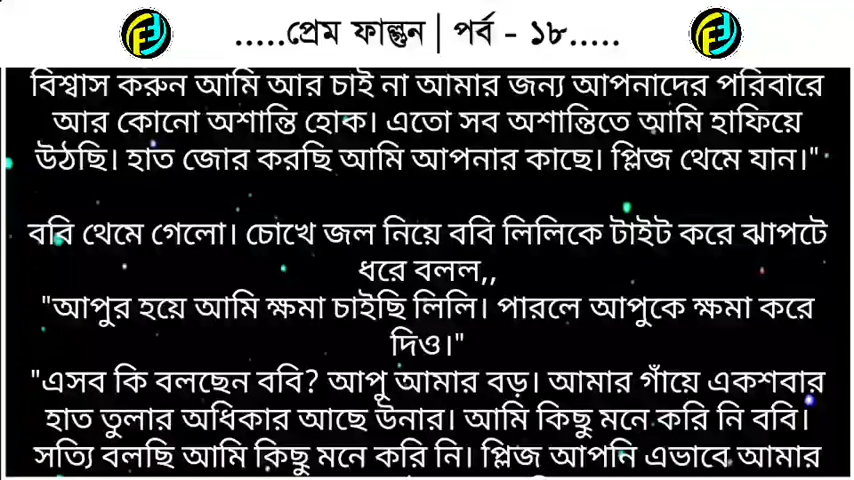 .....প্রেম ফাল্গুন | পর্ব - ১৮.....
বিশ্বাস করুন আমি আর চাই না আমার জন্য আপনাদের পরিবারে
আর কোনো অশান্তি হোক। এতো সব অশান্তিতে আমি হাফিয়ে
উঠছি। হাত জোর করছি আমি আপনার কাছে। প্লিজ থেমে যান।"
ববি থেমে গেলো। চোখে জল নিয়ে ববি লিলিকে টাইট করে ঝাপটে
ধরে বলল,,
"আপুর হয়ে আমি ক্ষমা চাইছি লিলি। পারলে আপুকে ক্ষমা করে
দিও।"
"এসব কি বলছেন ববি? আপু আমার বড়। আমার গাঁয়ে একশবার
হাত তুলার অধিকার আছে উনার। আমি কিছু মনে করি নি ববি।
সত্যি বলছি আমি কিছু মনে করি নি। প্লিজ আপনি এভাবে আমার